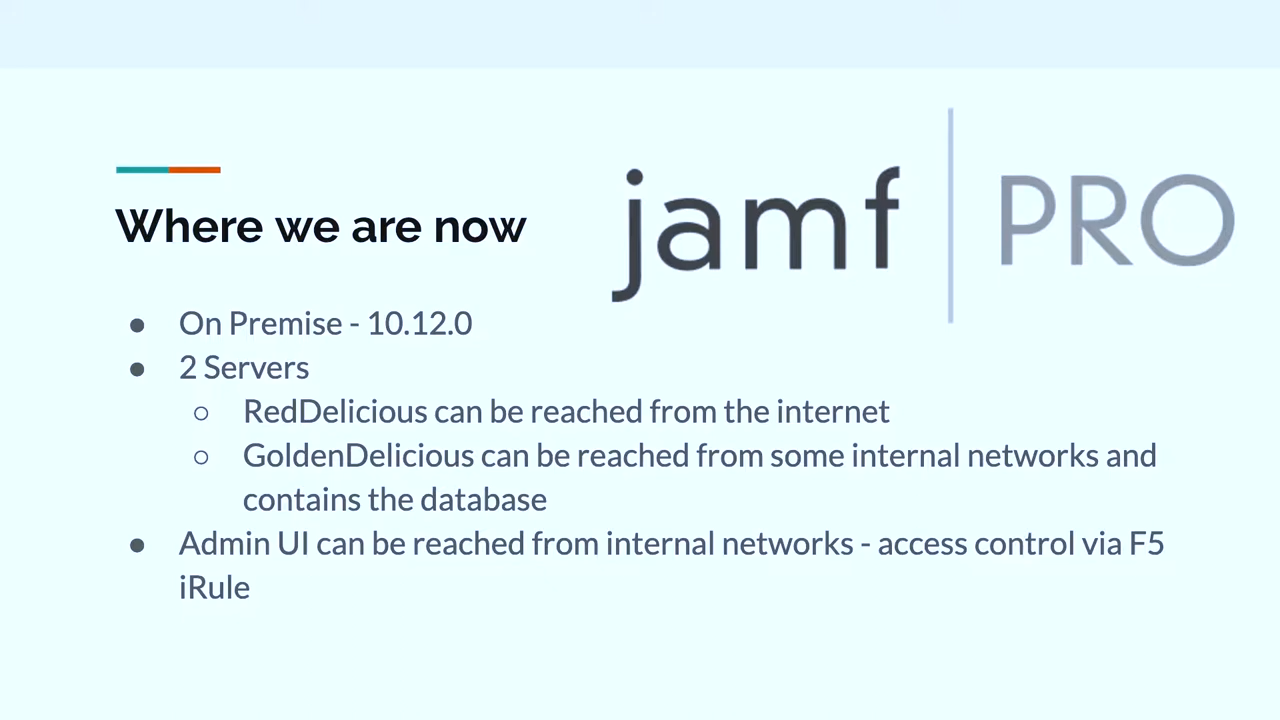 jamf | PRO
Where we are now
● On Premise - 10.12.0
● 2 Servers
○ RedDelicious can be reached from the internet
○ GoldenDelicious can be reached from some internal networks and
contains the database
● Admin UI can be reached from internal networks - access control via F5
iRule